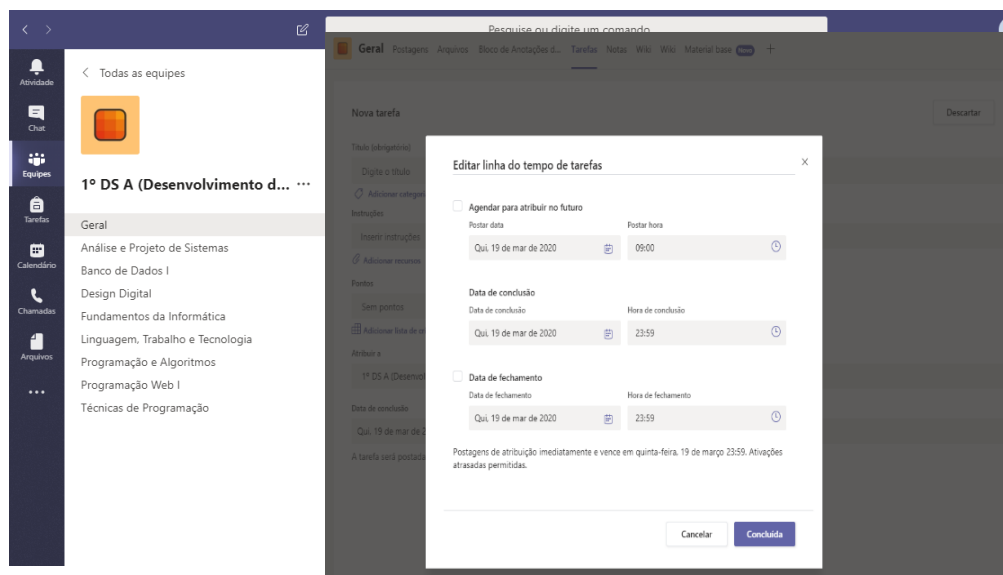 Pesquise ou digite um comando
Atividade
Chat
Equipes
Tarefas
Calendário
Chamadas
Arquivos
Todas as equipes
1º DS A (Desenvolvimento d... ...
Geral
Análise e Projeto de Sistemas
Banco de Dados I
Design Digital
Fundamentos da Informática
Linguagem, Trabalho e Tecnologia
Programação e Algoritmos
Programação Web I
Técnicas de Programação
Geral Postagens Arquivos Bloco de Anotações d... Tarefas Notas Wiki Wiki Material base Novo +
Nova tarefa
Descartar
Título (obrigatório)
Digite o título
Adicionar categor
Instruções
Inserir instruções
Adicionar recursos
Pontos
Sem pontos
Adicionar lista de cr
Atribuir a
1º DS A (Desenvol
Data de conclusão
Qui, 19 de mar de 2
A tarefa será postada
Editar linha do tempo de tarefas
X
Agendar para atribuir no futuro
Postar data Postar hora
Qui, 19 de mar de 2020 09:00
Data de conclusão
Data de conclusão Hora de conclusão
Qui, 19 de mar de 2020 23:59
Data de fechamento
Data de fechamento Hora de fechamento
Qui, 19 de mar de 2020 23:59
Postagens de atribuição imediatamente e vence em quinta-feira, 19 de março 23:59. Ativações
atrasadas permitidas.
Cancelar Concluída